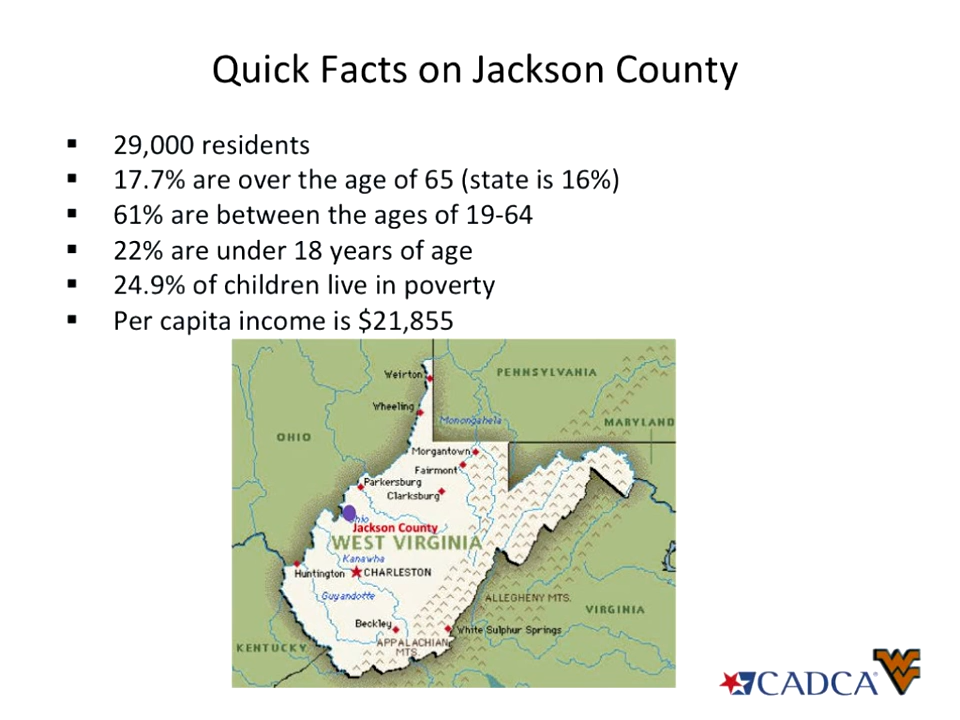 Quick Facts on Jackson County
▪ 29,000 residents
▪ 17.7% are over the age of 65 (state is 16%)
▪ 61% are between the ages of 19-64
▪ 22% are under 18 years of age
▪ 24.9% of children live in poverty
▪ Per capita income is $21,855
Weirton
PENNSYLVANIA
Wheeling
Monongahela
MARYLAND
OHIO
Morgantown
Fairmont
Parkersburg
Clarksburg
Jackson County
WEST VIRGINIA
Kanawha
Huntington
CHARLESTON
Guyandotte
ALLEGHENY MTS.
VIRGINIA
Beckley
White Sulphur Springs
KENTUCKY
APPALACHIAN
MTS.
CADCA®
WV